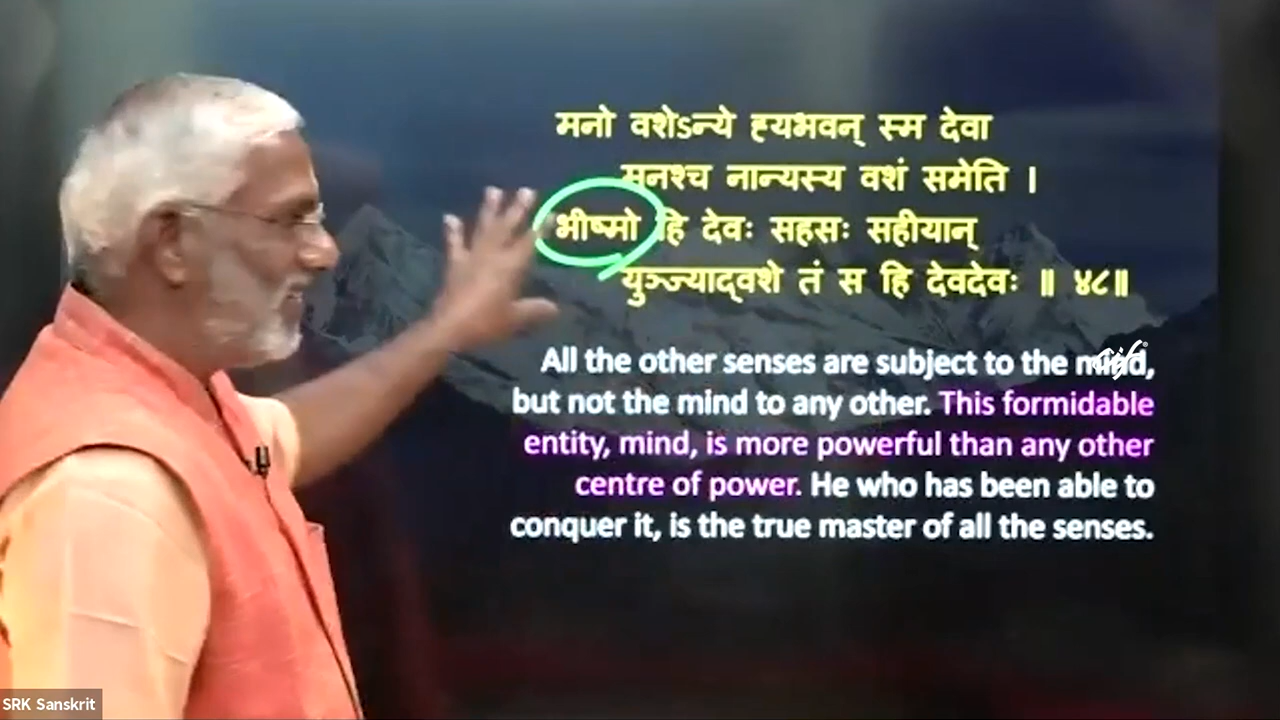 मनो वशेऽन्ये ह्यभवन् स्म देवा
मनश्च नान्यस्य वशं समेति ।
भीष्मो हि देवः सहसः सहीयान्
युञ्ज्याद्वशे तं स हि देवदेवः ॥ ४८॥
All the other senses are subject to the mind,
but not the mind to any other. This formidable
entity, mind, is more powerful than any other
centre of power. He who has been able to
conquer it, is the true master of all the senses.
SRK Sanskrit